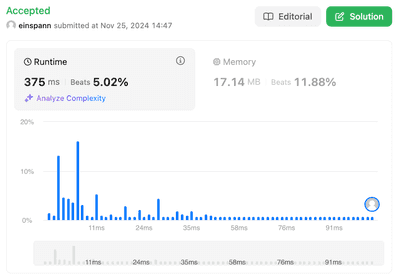 Accepted
einspann submitted at Nov 25, 2024 14:47
Editorial
Solution
Runtime
375 ms Beats 5.02%
Analyze Complexity
Memory
17.14 MB Beats 11.88%
20%
10%
0%
11ms 24ms 35ms 58ms 76ms 91ms
11ms 24ms 35ms 58ms 76ms 91ms